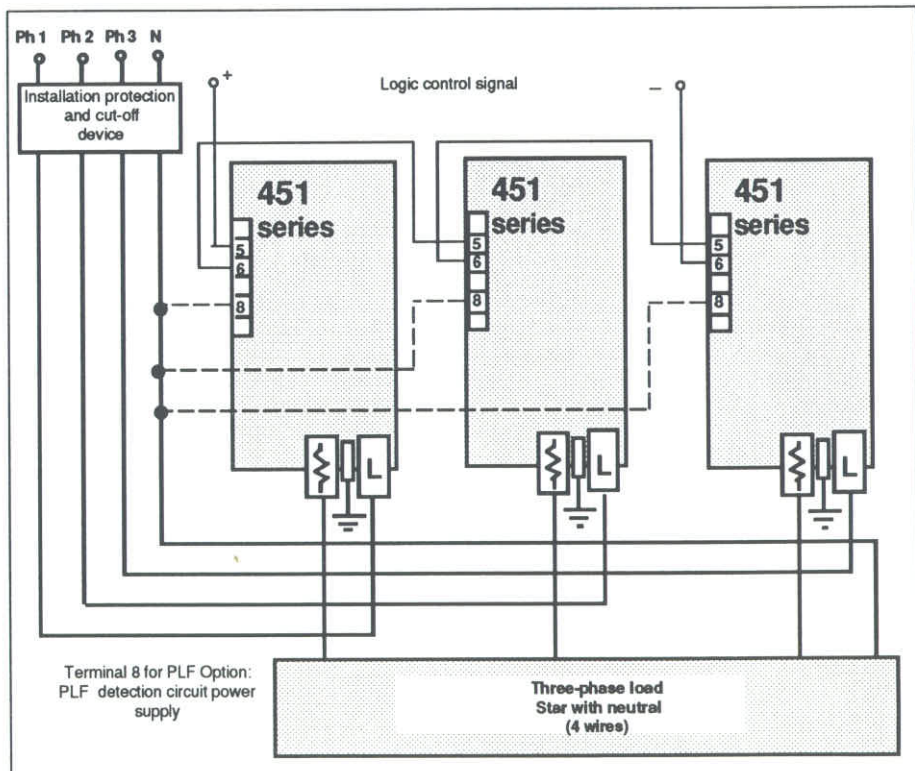 Ph 1 Ph 2 Ph 3 N
Installation protection
and cut-off
device
+
Logic control signal
–
451
series
5
6
8
L
451
series
5
6
8
L
451
series
5
6
8
L
Terminal 8 for PLF Option:
PLF detection circuit power
supply
Three-phase load
Star with neutral
(4 wires)